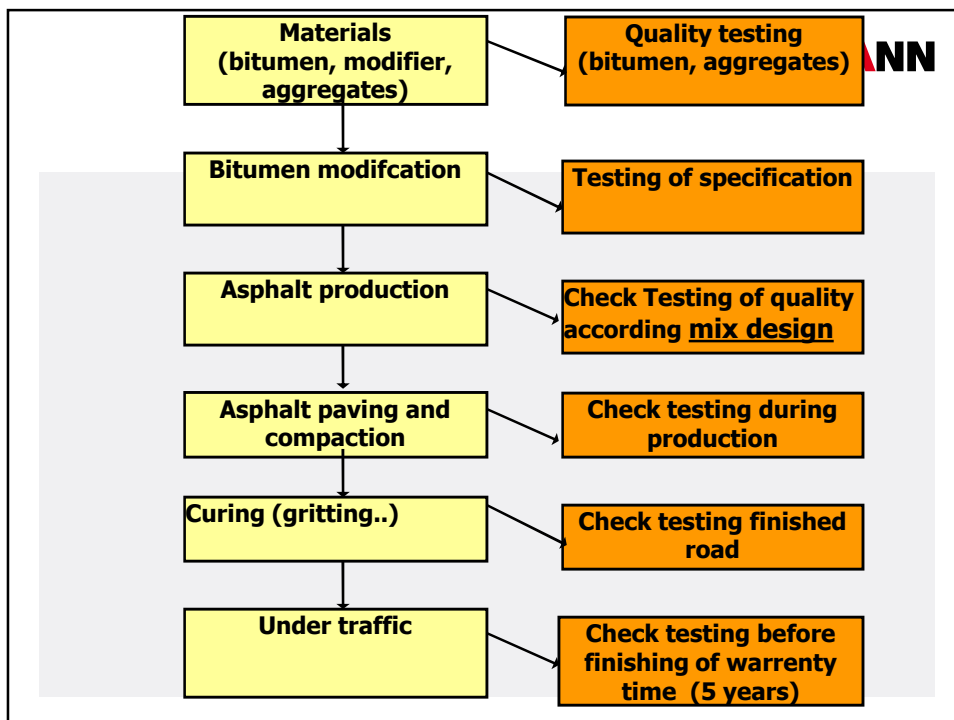 Materials
(bitumen, modifier,
aggregates)
Quality testing
(bitumen, aggregates)
Bitumen modifcation
Testing of specification
Asphalt production
Check Testing of quality
according mix design
Asphalt paving and
compaction
Check testing during
production
Curing (gritting..)
Check testing finished
road
Under traffic
Check testing before
finishing of warrenty
time (5 years)